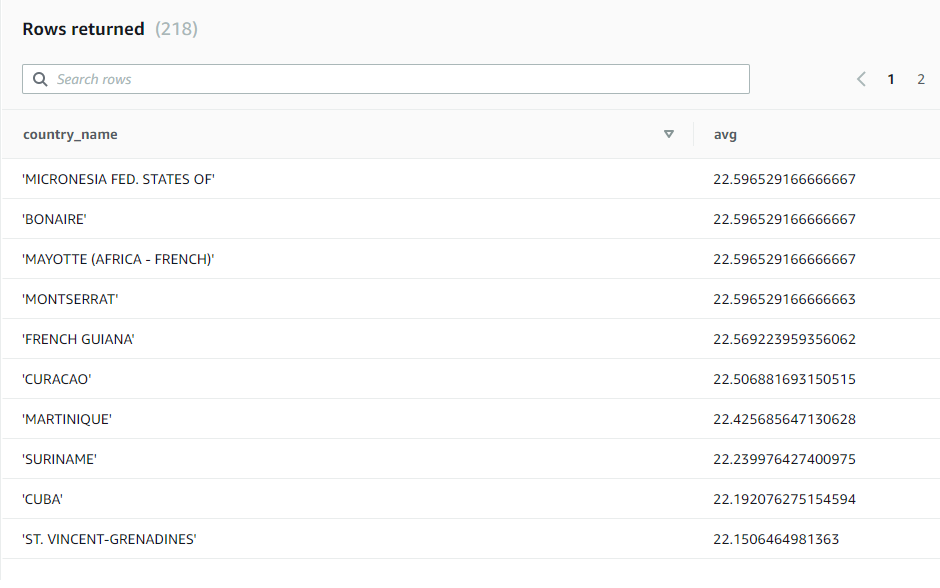 Rows returned (218)
Search rows
1 2
country_name avg
'MICRONESIA FED. STATES OF' 22.596529166666667
'BONAIRE' 22.596529166666667
'MAYOTTE (AFRICA - FRENCH)' 22.596529166666667
'MONTSERRAT' 22.596529166666663
'FRENCH GUIANA' 22.569223959356062
'CURACAO' 22.506881693150515
'MARTINIQUE' 22.425685647130628
'SURINAME' 22.239976427400975
'CUBA' 22.192076275154594
'ST. VINCENT-GRENADINES' 22.1506464981363